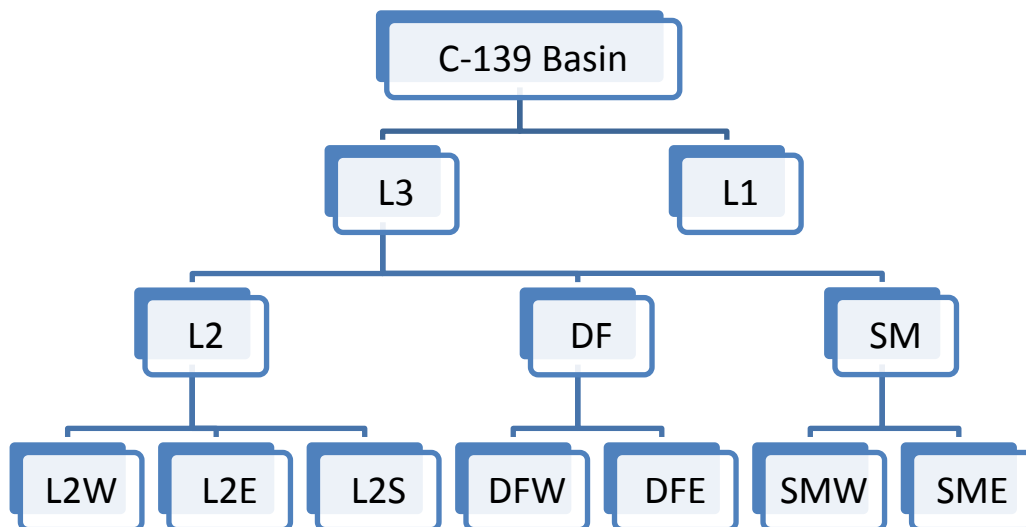 C-139 Basin
L3
L1
L2
DF
SM
L2W
L2E
L2S
DFW
DFE
SMW
SME